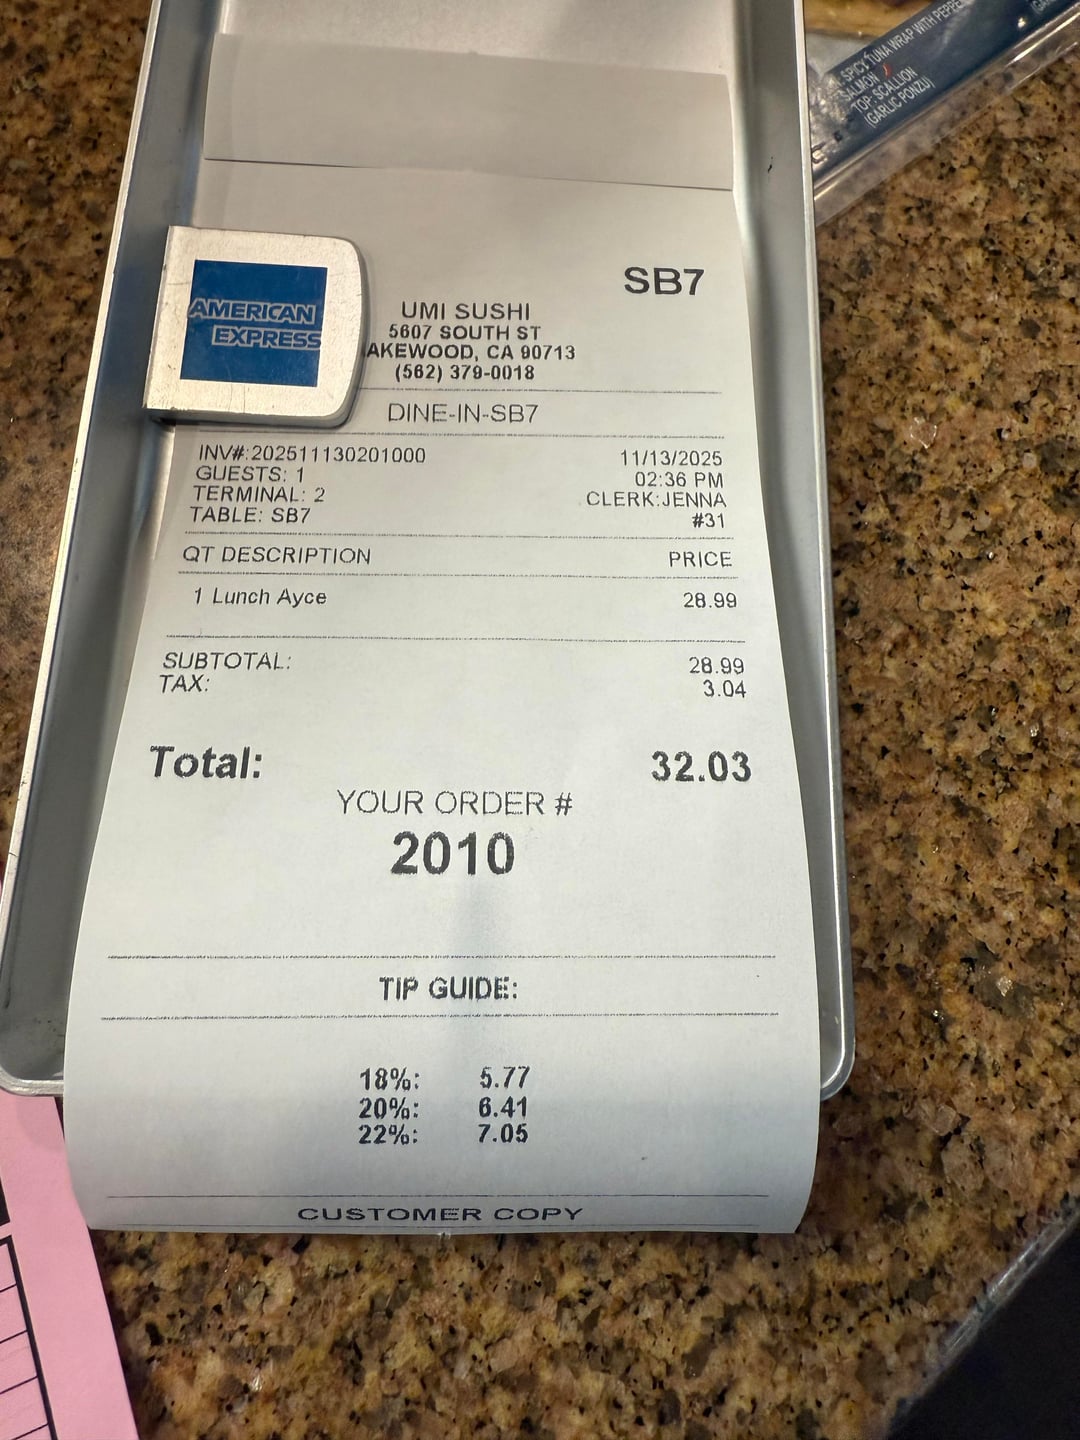 SPICY TUNA WRAP WITH PEPPE
SALMON
TOP: SCALLION
(GARLIC PONZU)
SB7
AMERICAN
EXPRESS
UMI SUSHI
5607 SOUTH ST
AKEWOOD, CA 90713
(562) 379-0018
DINE-IN-SB7
INV#:202511130201000 11/13/2025
GUESTS: 1 02:36 PM
TERMINAL: 2 CLERK:JENNA
TABLE: SB7 #31
QT DESCRIPTION PRICE
1 Lunch Ayce 28.99
SUBTOTAL: 28.99
TAX: 3.04
Total: 32.03
YOUR ORDER #
2010
TIP GUIDE:
18%: 5.77
20%: 6.41
22%: 7.05
CUSTOMER COPY